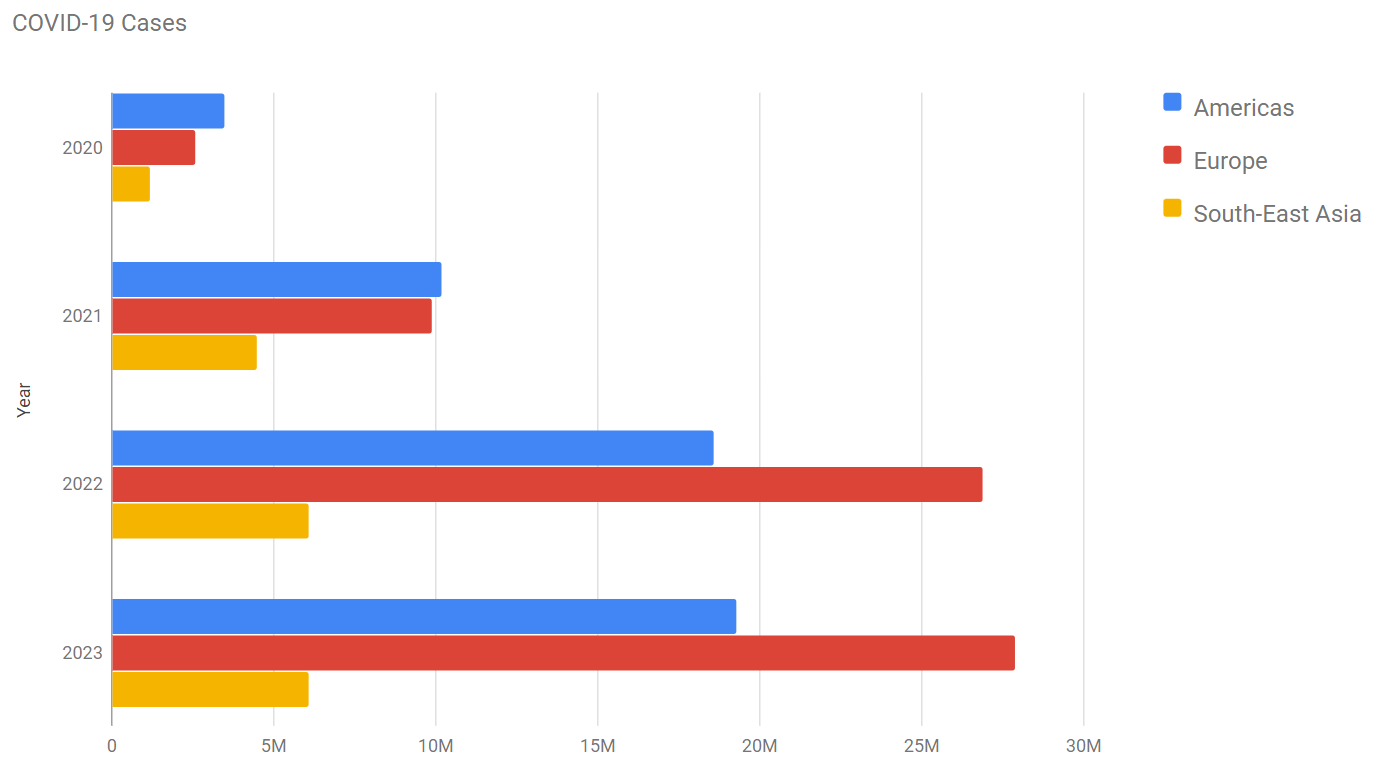 COVID-19 Cases
Americas
Europe
South-East Asia
Year
2020
2021
2022
2023
0
5M
10M
15M
20M
25M
30M